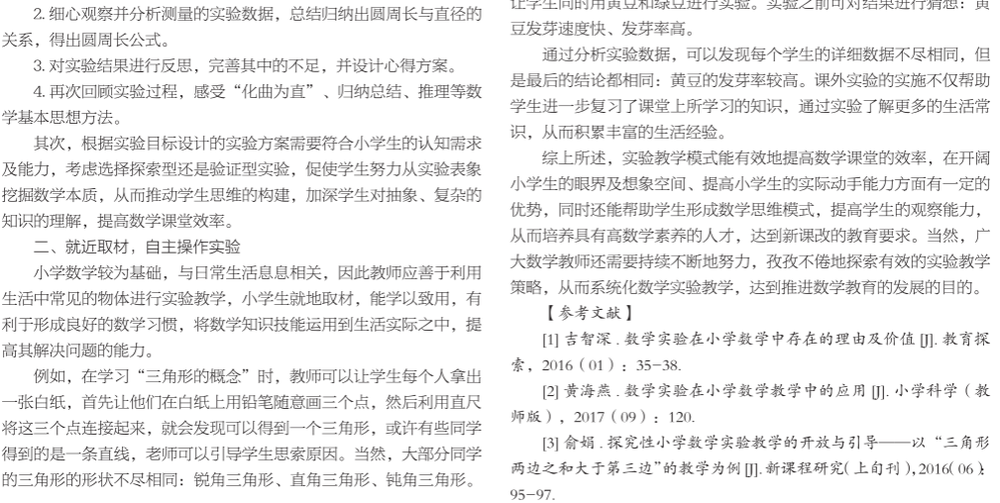 2.细心观察并分析测量的实验数据，总结归纳出圆周长与直径的
关系，得出圆周长公式。
3.对实验结果进行反思，完善其中的不足，并设计心得方案。
4.再次回顾实验过程，感受“化曲为直”、归纳总结、推理等数
学基本思想方法。
其次，根据实验目标设计的实验方案需要符合小学生的认知需求
及能力，考虑选择探索型还是验证型实验，促使学生努力从实验表象
挖掘数学本质，从而推动学生思维的构建，加深学生对抽象、复杂的
知识的理解，提高数学课堂效率。
二、就近取材，自主操作实验
小学数学较为基础，与日常生活息息相关，因此教师应善于利用
生活中常见的物体进行实验教学，小学生就地取材，能学以致用，有
利于形成良好的数学习惯，将数学知识技能运用到生活实际之中，提
高其解决问题的能力。
例如，在学习“三角形的概念”时，教师可以让学生每个人拿出
一张白纸，首先让他们在白纸上用铅笔随意画三个点，然后利用直尺
将这三个点连接起来，就会发现可以得到一个三角形，或许有些同学
得到的是一条直线，老师可以引导学生思索原因。当然，大部分同学
的三角形的形状不尽相同：锐角三角形、直角三角形、钝角三角形。
让学生同时用黄豆和绿豆进行实验。实验之前可对结果进行猜想：黄
豆发芽速度快、发芽率高。
通过分析实验数据，可以发现每个学生的详细数据不尽相同，但
是最后的结论都相同：黄豆的发芽率较高。课外实验的实施不仅帮助
学生进一步复习了课堂上所学习的知识，通过实验了解更多的生活常
识，从而积累丰富的生活经验。
综上所述，实验教学模式能有效地提高数学课堂的效率，在开阔
小学生的眼界及想象空间、提高小学生的实际动手能力方面有一定的
优势，同时还能帮助学生形成数学思维模式，提高学生的观察能力，
从而培养具有高数学素养的人才，达到新课改的教育要求。当然，广
大数学教师还需要持续不断地努力，孜孜不倦地探索有效的实验教学
策略，从而系统化数学实验教学，达到推进数学教育的发展的目的。
【参考文献】
[1]吉智深.数学实验在小学数学中存在的理由及价值[J].教育探
索，2016（01）：35-38.
[2]黄海燕.数学实验在小学数学教学中的应用[J].小学科学（教
师版），2017（09）：120.
[3]俞娟.探究性小学数学实验教学的开放与引导——以“三角形
两边之和大于第三边”的教学为例[J].新课程研究（上旬刊），2016（06）：
95-97.